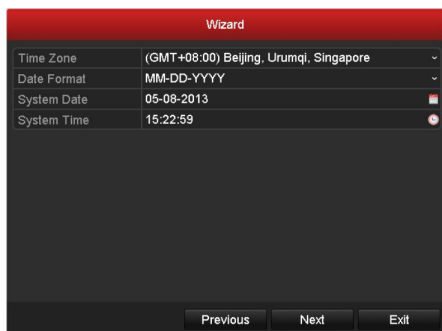 Wizard
Time Zone (GMT+08:00) Beijing, Urumqi, Singapore
Date Format MM-DD-YYYY
System Date 05-08-2013
System Time 15:22:59
Previous Next Exit